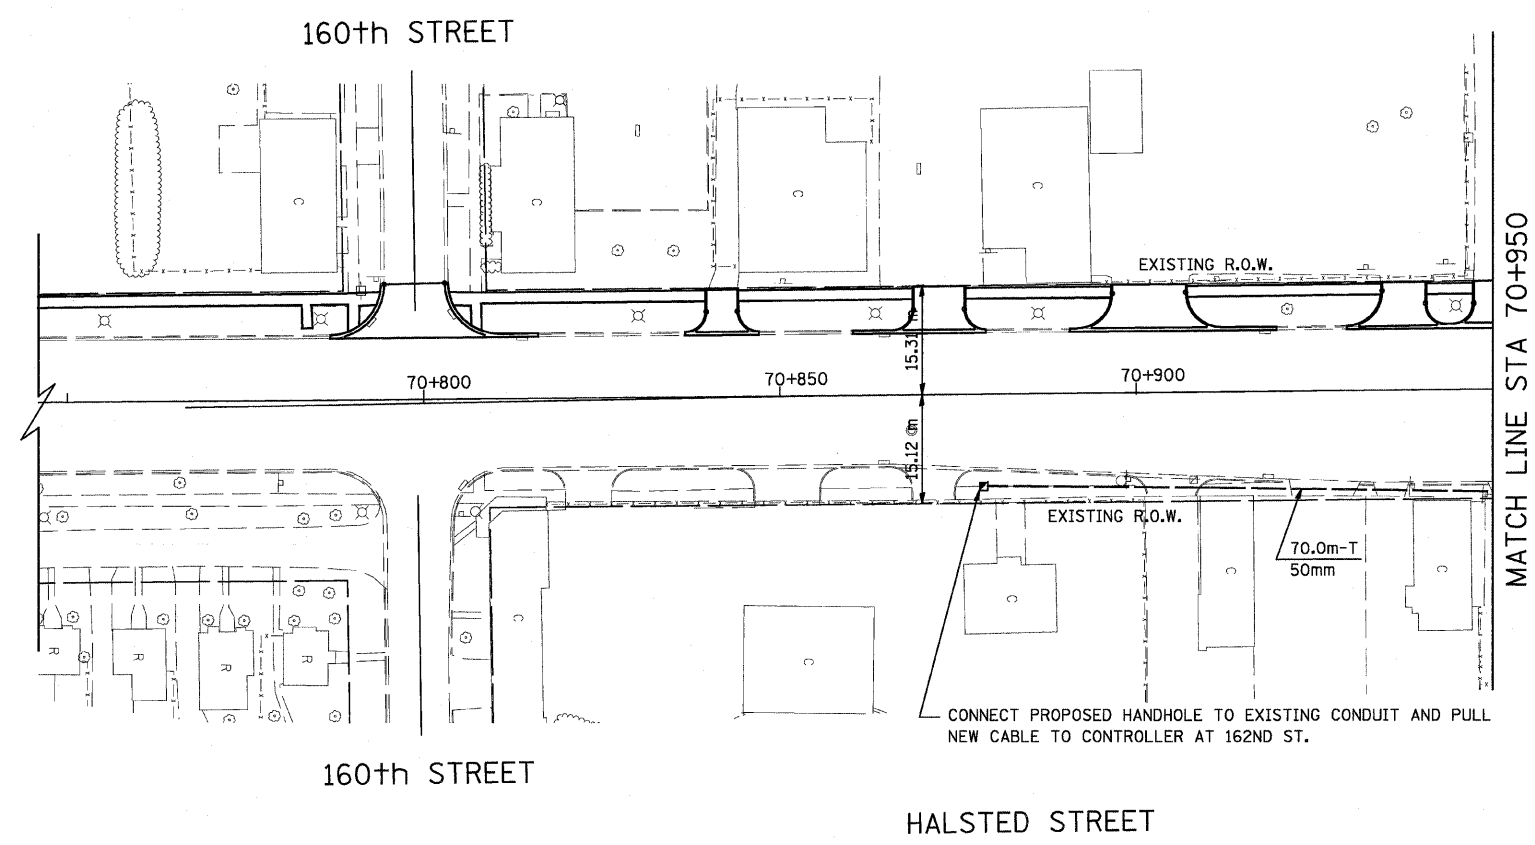 160th STREET
C
C
C
C
EXISTING R.O.W.
MATCH LINE STA 70+950
15.31 m
70+800
70+850
70+900
15.12 m
EXISTING R.O.W.
70.0m-T
50mm
C
C
C
C
C
R
R
R
R
CONNECT PROPOSED HANDHOLE TO EXISTING CONDUIT AND PULL
NEW CABLE TO CONTROLLER AT 162ND ST.
160th STREET
HALSTED STREET